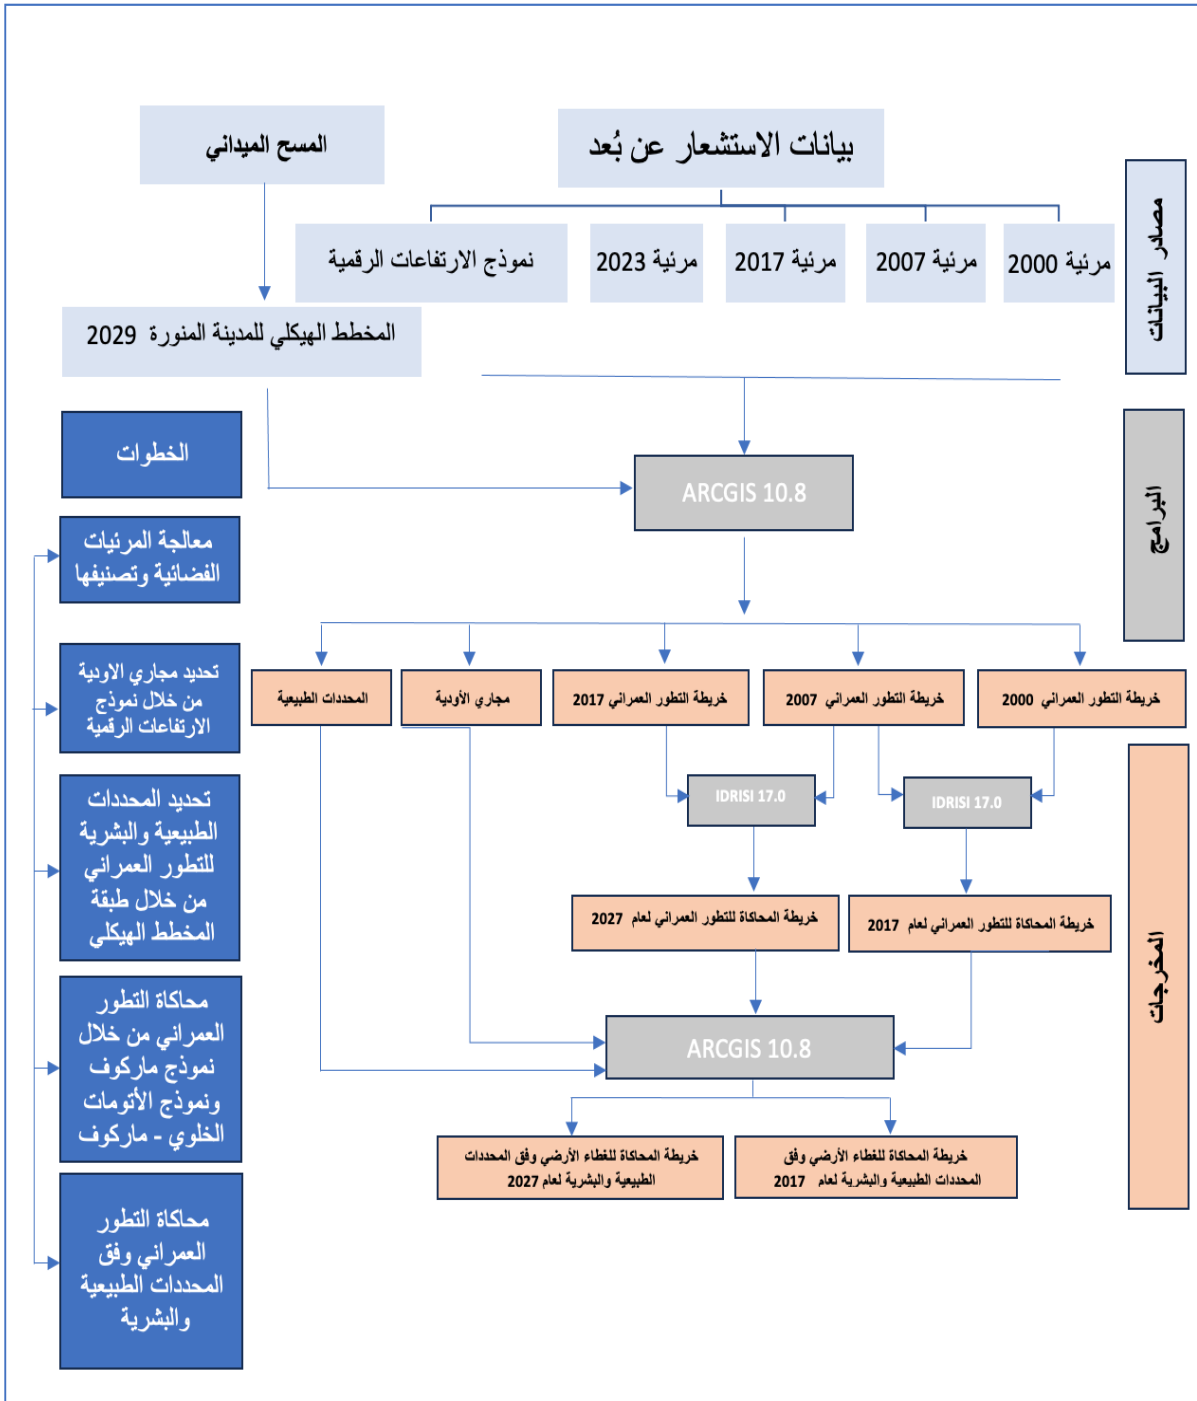 بيانات الاستشعار عن بُعد
المسح الميداني
مصادر البيانات
مرئية 2000
مرئية 2007
مرئية 2017
مرئية 2023
نموذج الارتفاعات الرقمية
المخطط الهيكلي للمدينة المنورة 2029
البرامج
ARCGIS 10.8
خريطة التطور العمراني 2000
خريطة التطور العمراني 2007
خريطة التطور العمراني 2017
مجاري الأودية
المحددات الطبيعية
المخرجات
IDRISI 17.0
IDRISI 17.0
خريطة المحاكاة للتطور العمراني لعام 2017
خريطة المحاكاة للتطور العمراني لعام 2027
ARCGIS 10.8
خريطة المحاكاة للغطاء الأرضي وفق
المحددات الطبيعية والبشرية لعام 2017
خريطة المحاكاة للغطاء الأرضي وفق المحددات
الطبيعية والبشرية لعام 2027
الخطوات
معالجة المرئيات
الفضائية وتصنيفها
تحديد مجاري الاودية
من خلال نموذج
الارتفاعات الرقمية
تحديد المحددات
الطبيعية والبشرية
للتطور العمراني
من خلال طبقة
المخطط الهيكلي
محاكاة التطور
العمراني من خلال
نموذج ماركوف
ونموذج الأتومات
الخلوي - ماركوف
محاكاة التطور
العمراني وفق
المحددات الطبيعية
والبشرية